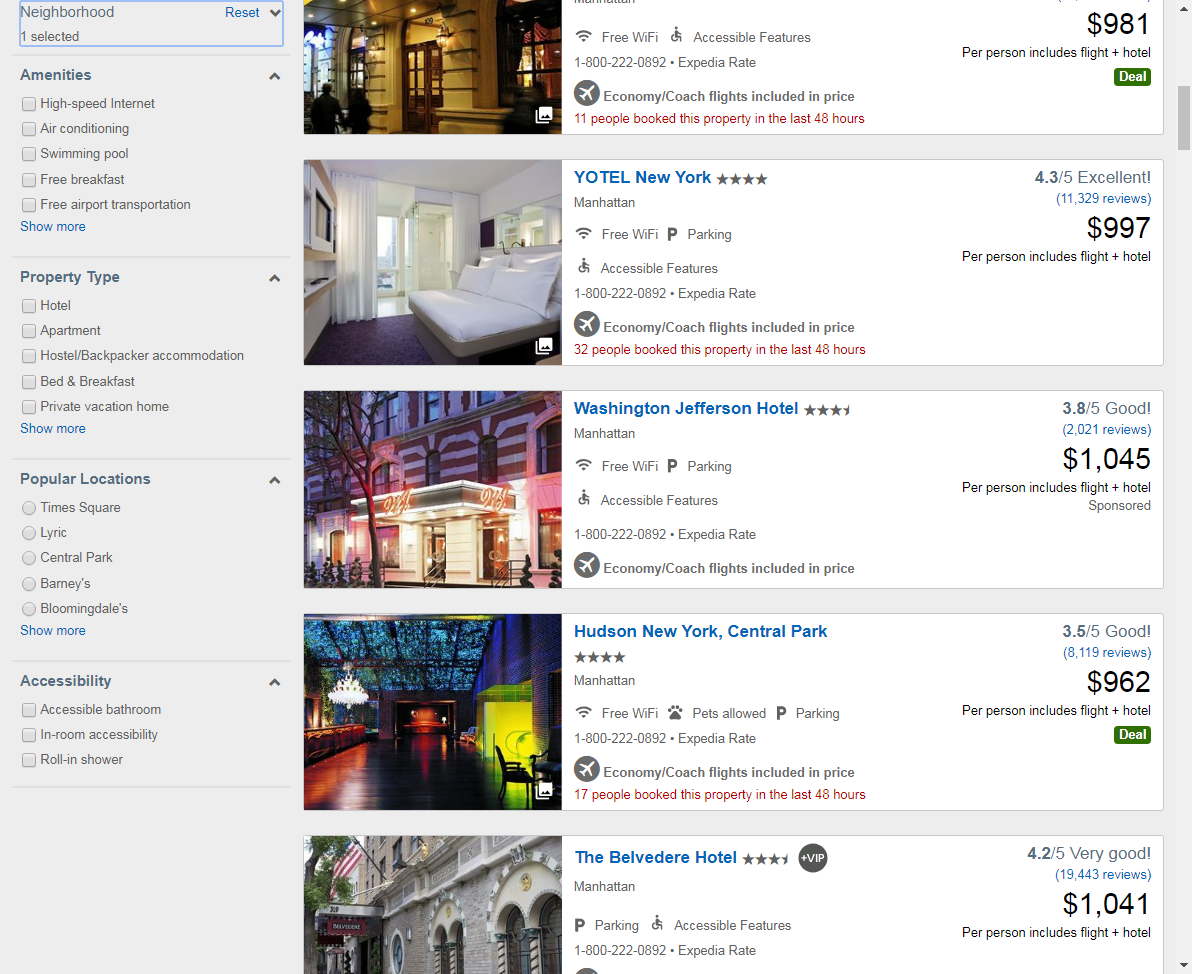 Neighborhood
Reset
1 selected
Amenities
High-speed Internet
Air conditioning
Swimming pool
Free breakfast
Free airport transportation
Show more
Property Type
Hotel
Apartment
Hostel/Backpacker accommodation
Bed & Breakfast
Private vacation home
Show more
Popular Locations
Times Square
Lyric
Central Park
Barney's
Bloomingdale's
Show more
Accessibility
Accessible bathroom
In-room accessibility
Roll-in shower
Manhattan
Free WiFi Accessible Features
1-800-222-0892 • Expedia Rate
Economy/Coach flights included in price
11 people booked this property in the last 48 hours
$981
Per person includes flight + hotel
Deal
YOTEL New York
Manhattan
Free WiFi P Parking
Accessible Features
1-800-222-0892 • Expedia Rate
Economy/Coach flights included in price
32 people booked this property in the last 48 hours
4.3/5 Excellent!
(11,329 reviews)
$997
Per person includes flight + hotel
Washington Jefferson Hotel
Manhattan
Free WiFi P Parking
Accessible Features
1-800-222-0892 • Expedia Rate
Economy/Coach flights included in price
3.8/5 Good!
(2,021 reviews)
$1,045
Per person includes flight + hotel
Sponsored
Hudson New York, Central Park
Manhattan
Free WiFi Pets allowed P Parking
1-800-222-0892 • Expedia Rate
Economy/Coach flights included in price
17 people booked this property in the last 48 hours
3.5/5 Good!
(8,119 reviews)
$962
Per person includes flight + hotel
Deal
BELVEDERE
The Belvedere Hotel +VIP
Manhattan
P Parking Accessible Features
1-800-222-0892 • Expedia Rate
4.2/5 Very good!
(19,443 reviews)
$1,041
Per person includes flight + hotel